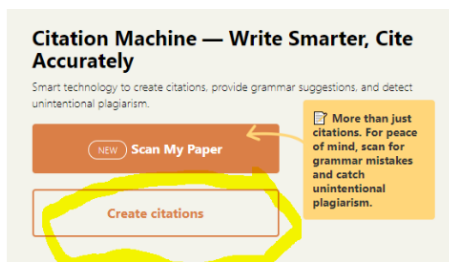 Citation Machine — Write Smarter, Cite
Accurately
Smart technology to create citations, provide grammar suggestions, and detect
unintentional plagiarism.
NEW Scan My Paper
📝 More than just
citations. For peace
of mind, scan for
grammar mistakes
and catch
unintentional
plagiarism.
Create citations